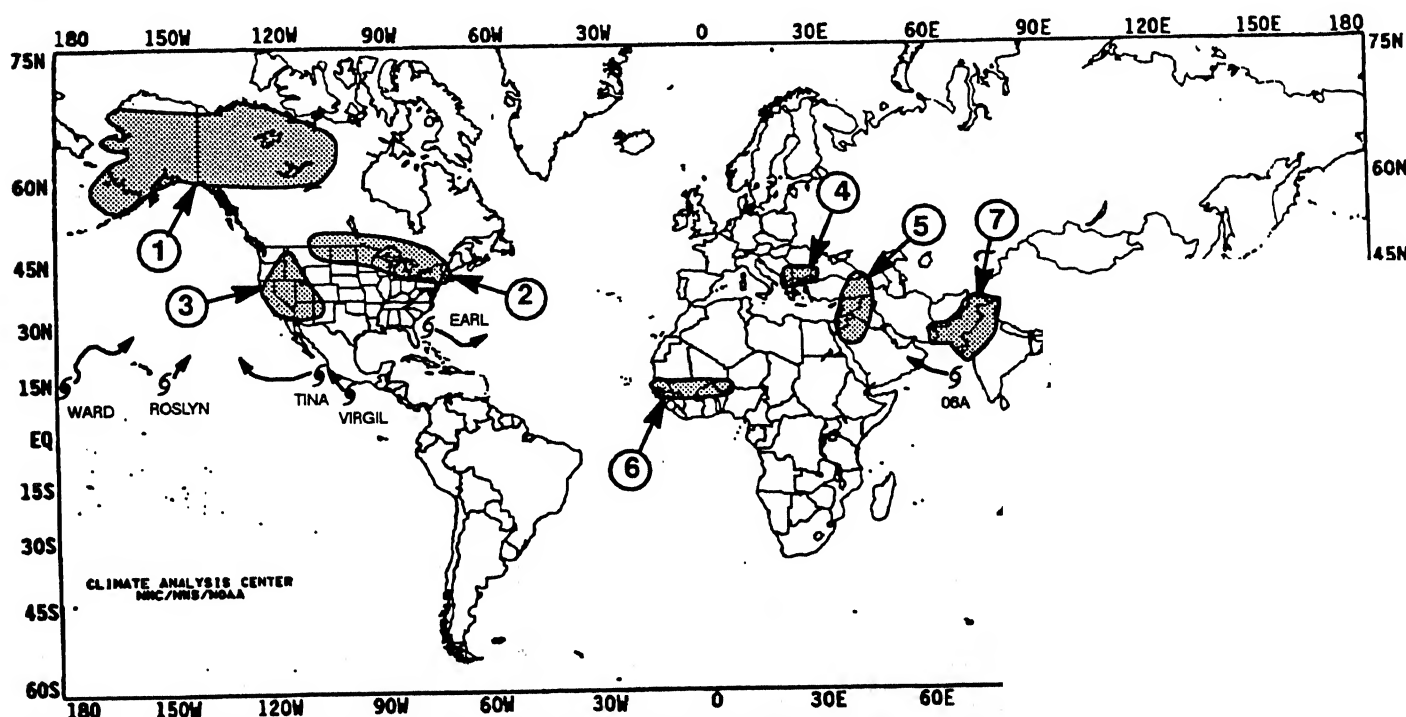 180 150W 120W 90W 60W 30W 0 30E 60E 90E 120E 150E 180
75N 75N
60N 60N
45N 45N
30N
15N
EQ
15S
30S
45S
60S
1
2
3
4
5
6
7
EARL
WARD
ROSLYN
TINA
VIRGIL
06A
CLIMATE ANALYSIS CENTER
NMC/NWS/NOAA
180 150W 120W 90W 60W 30W 0 30E 60E